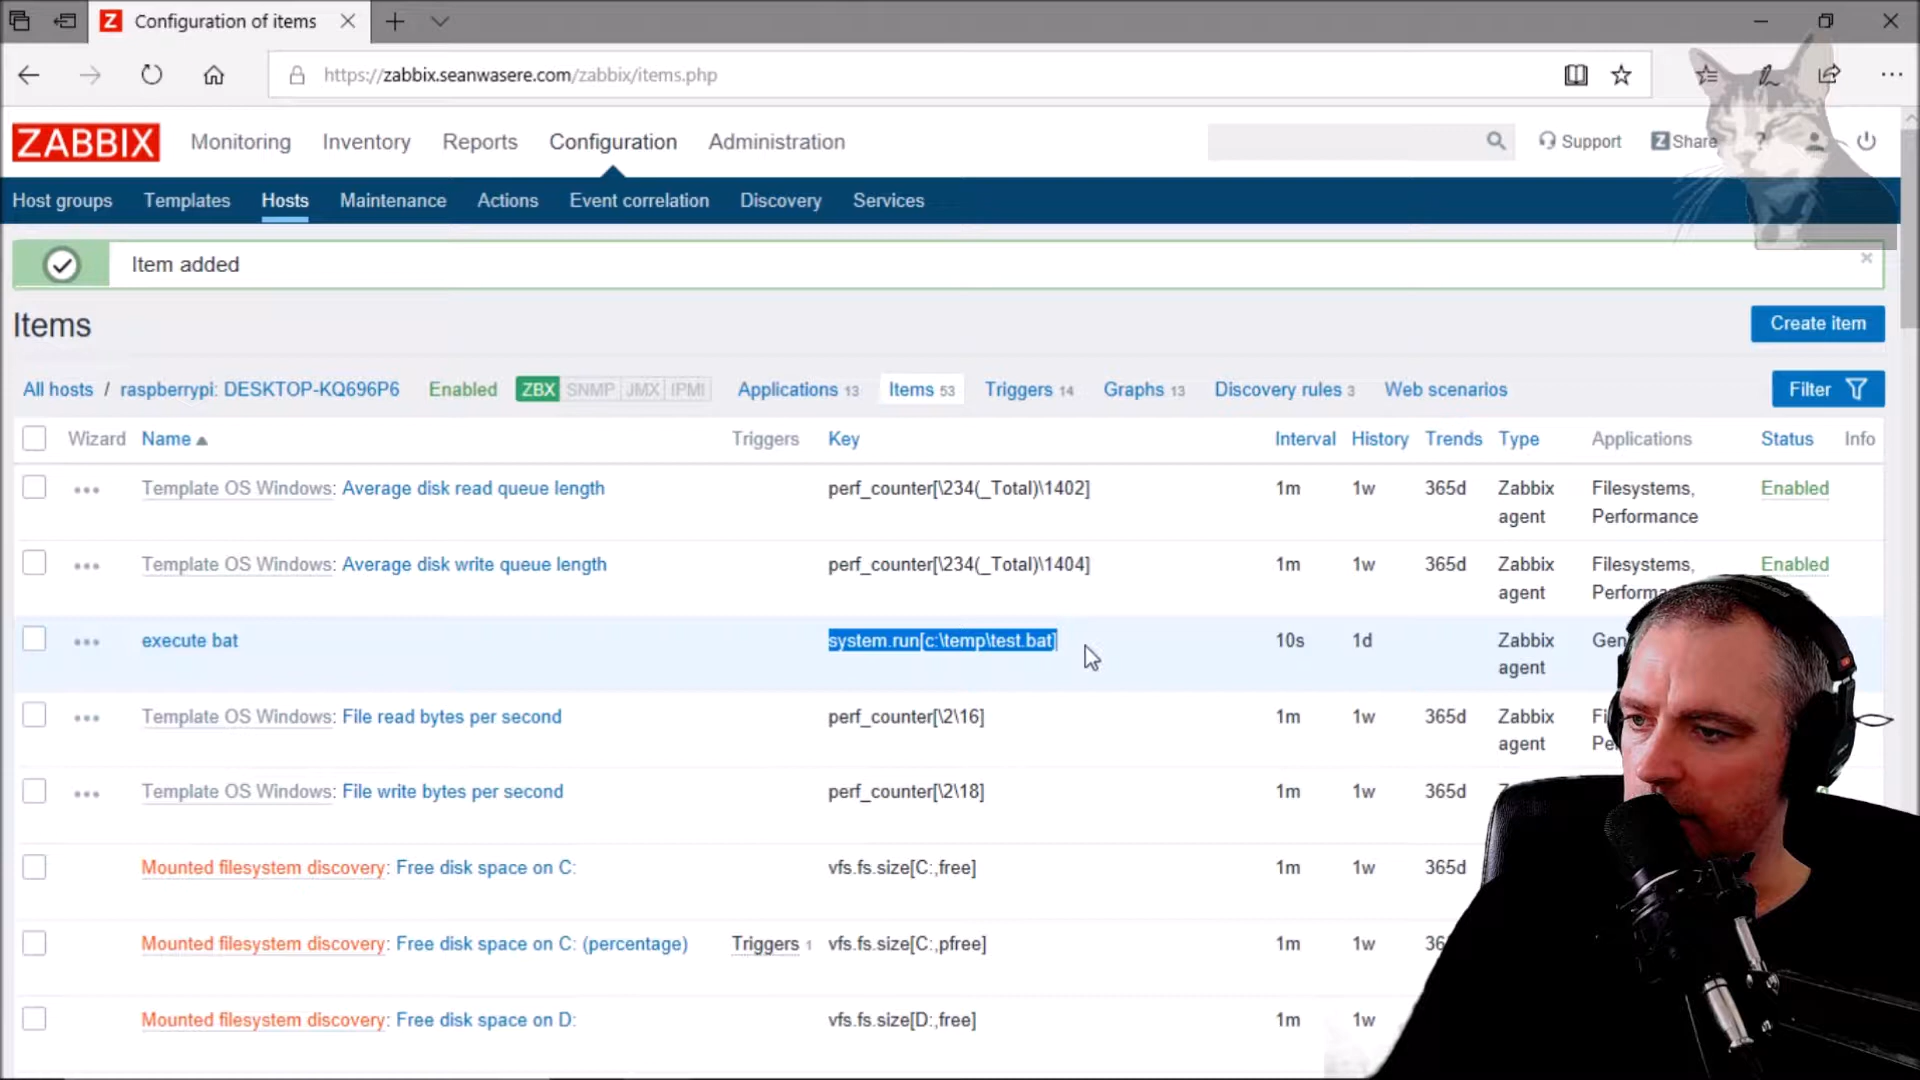 Configuration of items
https://zabbix.seanwasere.com/zabbix/items.php
ZABBIX Monitoring Inventory Reports Configuration Administration Support Z Share ?
Host groups Templates Hosts Maintenance Actions Event correlation Discovery Services
Item added
Items Create item
All hosts / raspberrypi: DESKTOP-KQ696P6 Enabled ZBX SNMP JMX IPMI Applications 13 Items 53 Triggers 14 Graphs 13 Discovery rules 3 Web scenarios Filter
Wizard Name Triggers Key Interval History Trends Type Applications Status Info
Template OS Windows: Average disk read queue length perf_counter[\234(_Total)\1402] 1m 1w 365d Zabbix Filesystems, Enabled
agent Performance
Template OS Windows: Average disk write queue length perf_counter[\234(_Total)\1404] 1m 1w 365d Zabbix Filesystems, Enabled
agent
execute bat system.run[c:\temp\test.bat] 10s 1d Zabbix
agent
Template OS Windows: File read bytes per second perf_counter[\2\16] 1m 1w 365d Zabbix
agent
Template OS Windows: File write bytes per second perf_counter[\2\18] 1m 1w 365d
Mounted filesystem discovery: Free disk space on C: vfs.fs.size[C:,free] 1m 1w 365d
Mounted filesystem discovery: Free disk space on C: (percentage) Triggers 1 vfs.fs.size[C:,pfree] 1m 1w
Mounted filesystem discovery: Free disk space on D: vfs.fs.size[D:,free] 1m 1w